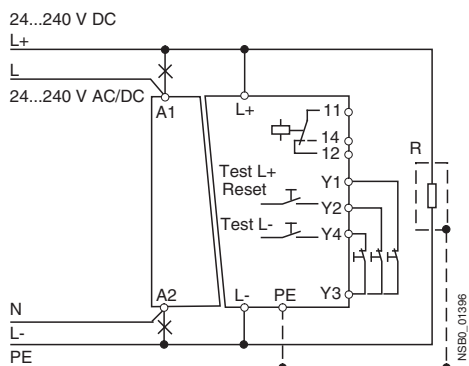 24...240 V DC
L+
L
24...240 V AC/DC
A1
L+
11
14
12
R
Test L+
Reset
Y1
Y2
Test L-
Y4
A2
L-
PE
Y3
N
L-
PE
NSB0_01396